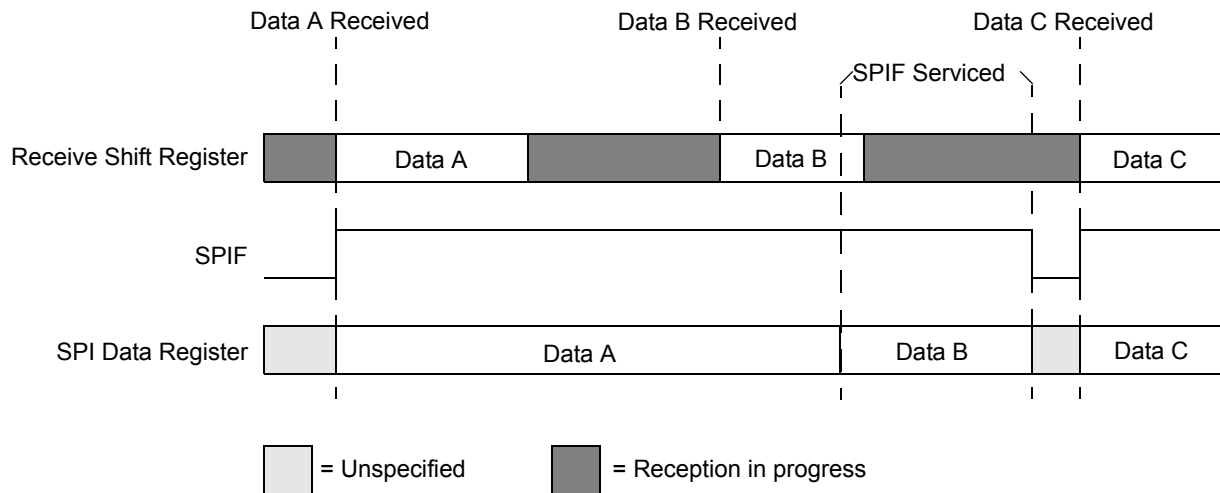 Data A Received
Data B Received
Data C Received
SPIF Serviced
Receive Shift Register
Data A
Data B
Data C
SPIF
SPI Data Register
Data A
Data B
Data C
= Unspecified
= Reception in progress